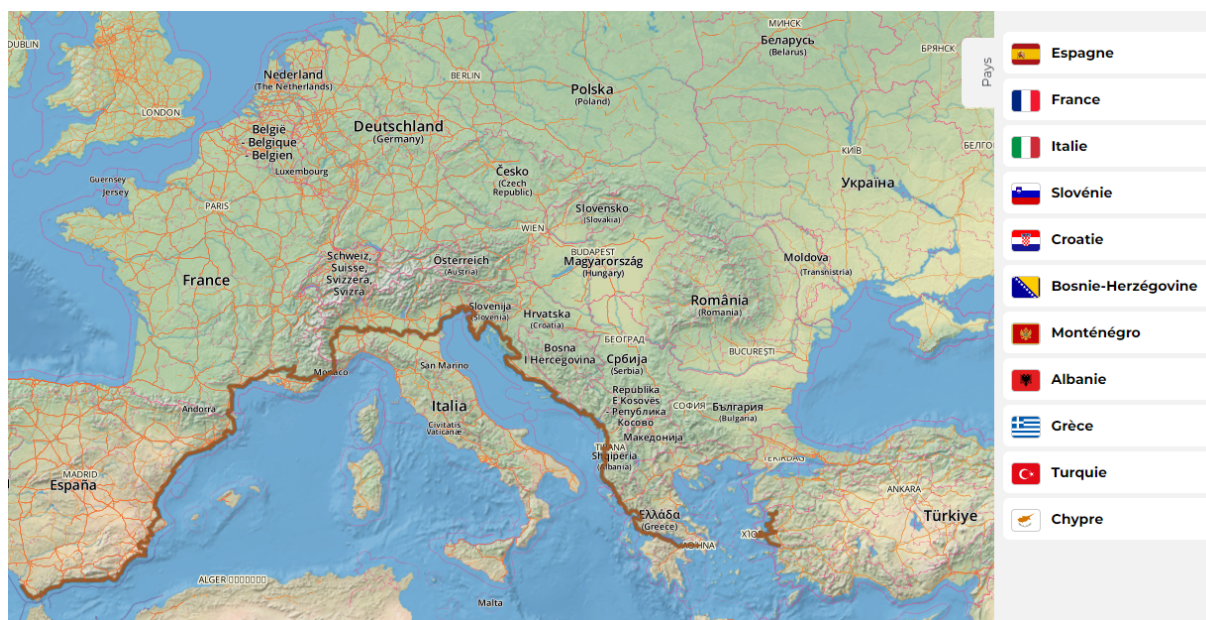 МИНСК
DUBLIN
Беларусь
(Belarus)
БРЯНСК
Nederland
(The Netherlands)
BERLIN
Polska
(Poland)
LONDON
België
- Belgique
- Belgien
Deutschland
(Germany)
Luxembourg
КИЇВ
БЕЛГО
Česko
(Czech
Republic)
Guernsey
Jersey
Україна
PARIS
Slovensko
(Slovakia)
WIEN
BUDAPEST
Magyarország
(Hungary)
Moldova
(Transnistria)
Schweiz,
Suisse,
Svizzera,
Svizra
Österreich
(Austria)
France
România
(Romania)
Slovenija
(Slovenia)
Hrvatska
(Croatia)
БЕОГРАД
Bosna
I Hercegovina
Србија
(Serbia)
BUCUREȘTI
San Marino
Monaco
Republika
E Kosovës
- Република
Косово
Andorra
Italia
СОФИЯ
България
(Bulgaria)
Civitatis
Vaticanæ
Македонија
TIRANA
Shqipëria
(Albania)
MADRID
España
ANKARA
Ελλάδα
(Greece)
Türkiye
ΑΘΗΝΑ
ALGER
Malta
Pays
Espagne
France
Italie
Slovénie
Croatie
Bosnie-Herzégovine
Monténégro
Albanie
Grèce
Turquie
Chypre